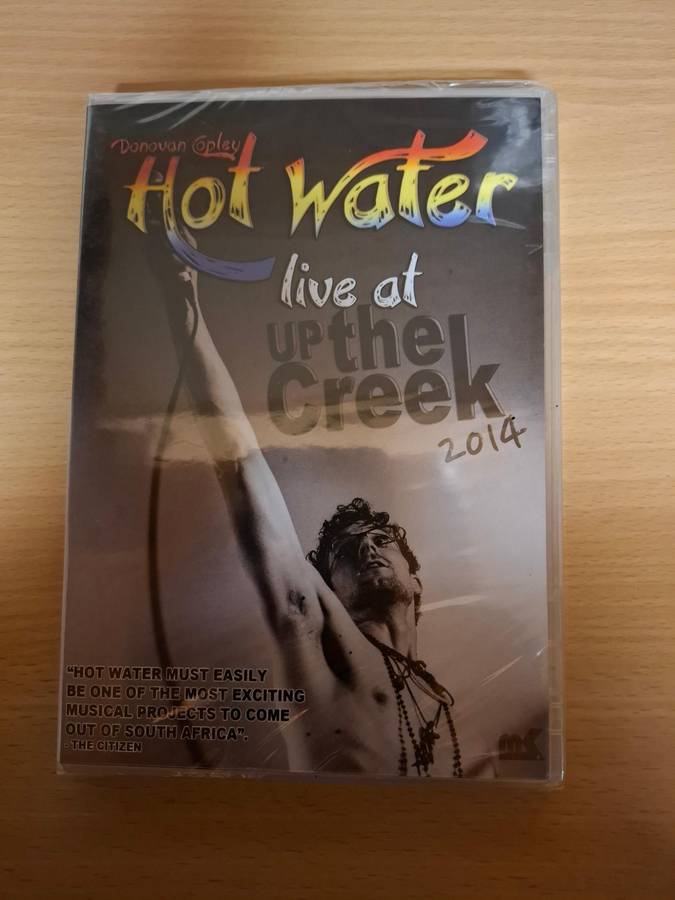 Donovan Copley
Hot Water
live at
UP the
Creek
2014
“HOT WATER MUST EASILY
BE ONE OF THE MOST EXCITING
MUSICAL PROJECTS TO COME
OUT OF SOUTH AFRICA”.
- THE CITIZEN
mk